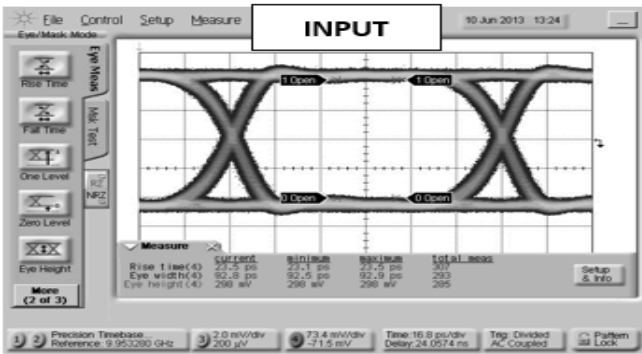 File Control Setup Measure
INPUT
10 Jun 2013 13:24
Eye/Mask Mode
Rise Time
Fall Time
One Level
Zero Level
Eye Height
More
(2 of 3)
Eye Meas
Msk Test
RZ
NRZ
1 Open 1 Open
0 Open 0 Open
Measure
current minimum maximum total meas
Rise time(4) 23.5 ps 23.1 ps 23.5 ps 307
Eye width(4) 92.8 ps 92.5 ps 92.9 ps 293
Eye height(4) 298 mV 298 mV 298 mV 285
Setup
& Info
1 2 Precision Timebase...
Reference: 9.953280 GHz
3 2.0 mV/div
200 µV
4 73.4 mV/div
-71.5 mV
Time:16.8 ps/div
Delay:24.0574 ns
Trig: Divided
AC Coupled
Pattern
Lock